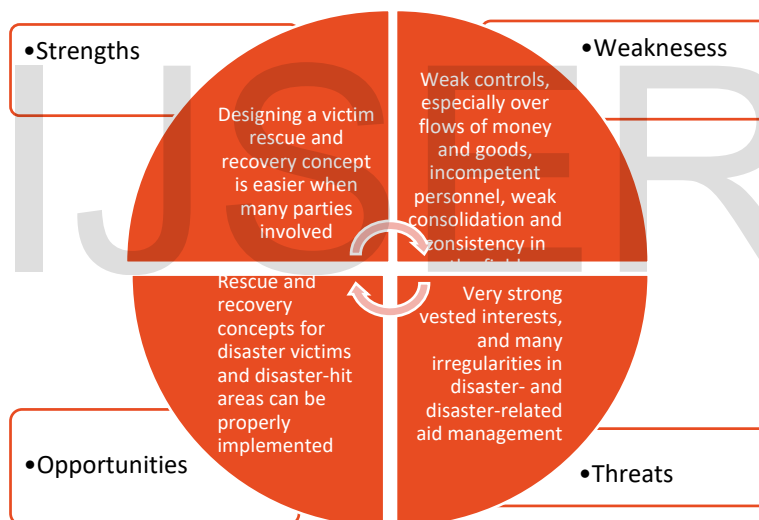 •Strengths
•Weaknesess
Designing a victim
rescue and
recovery concept
is easier when
many parties
involved
Weak controls,
especially over
flows of money
and goods,
incompetent
personnel, weak
consolidation and
consistency in
Rescue and
recovery
concepts for
disaster victims
and disaster-hit
areas can be
properly
implemented
Very strong
vested interests,
and many
irregularities in
disaster- and
disaster-related
aid management
•Opportunities
•Threats
IJSER